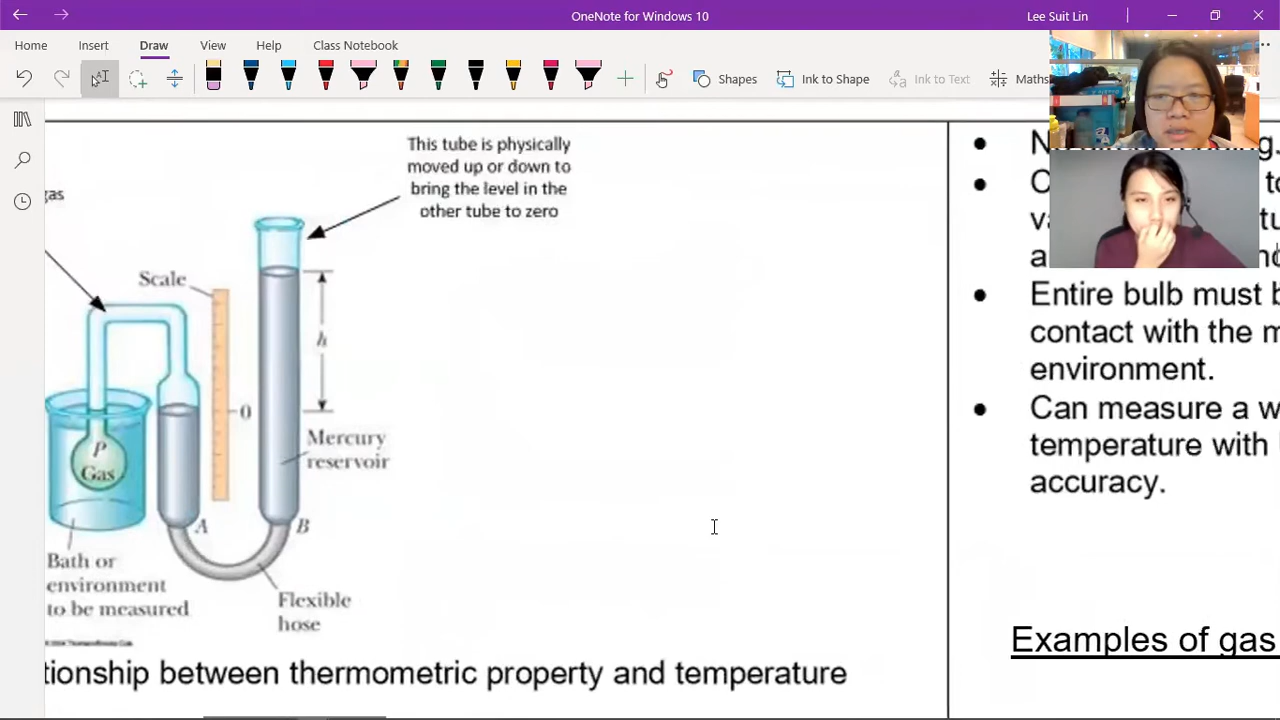 OneNote for Windows 10
Lee Suit Lin
Home
Insert
Draw
View
Help
Class Notebook
Shapes
Ink to Shape
Ink to Text
Maths
This tube is physically
moved up or down to
bring the level in the
other tube to zero
gas
Scale
h
0
P
Gas
Mercury
reservoir
A
B
Bath or
environment
to be measured
Flexible
hose
tionship between thermometric property and temperature
Entire bulb must b
contact with the m
environment.
Can measure a w
temperature with
accuracy.
Examples of gas